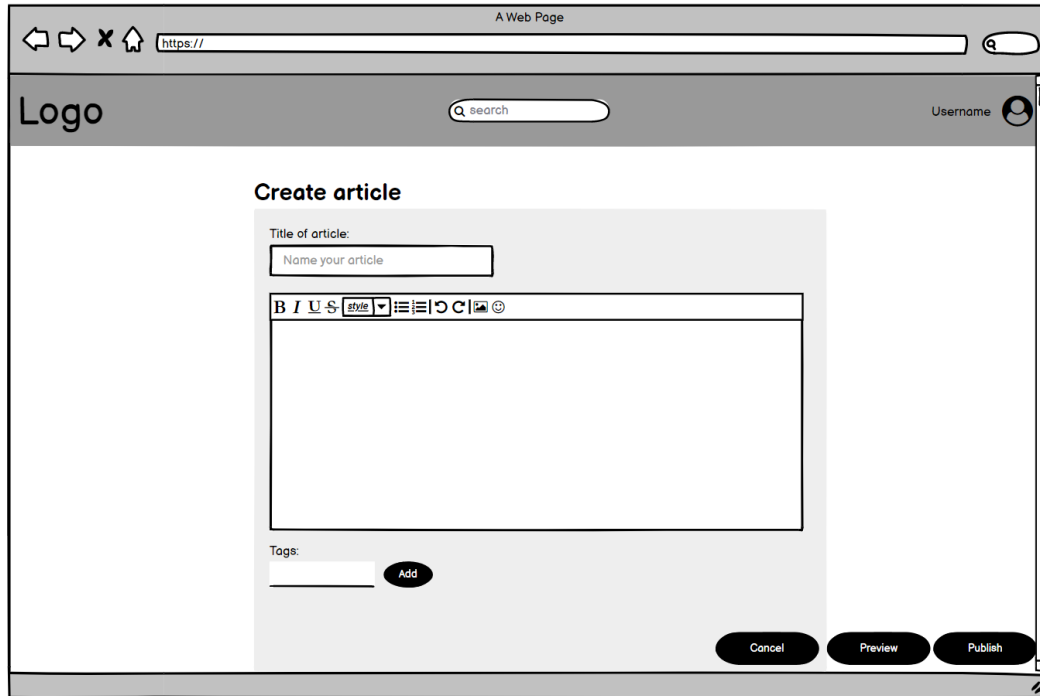 A Web Page
https://
Logo
search
Username
Create article
Title of article:
Name your article
B I U S style
Tags:
Add
Cancel Preview Publish